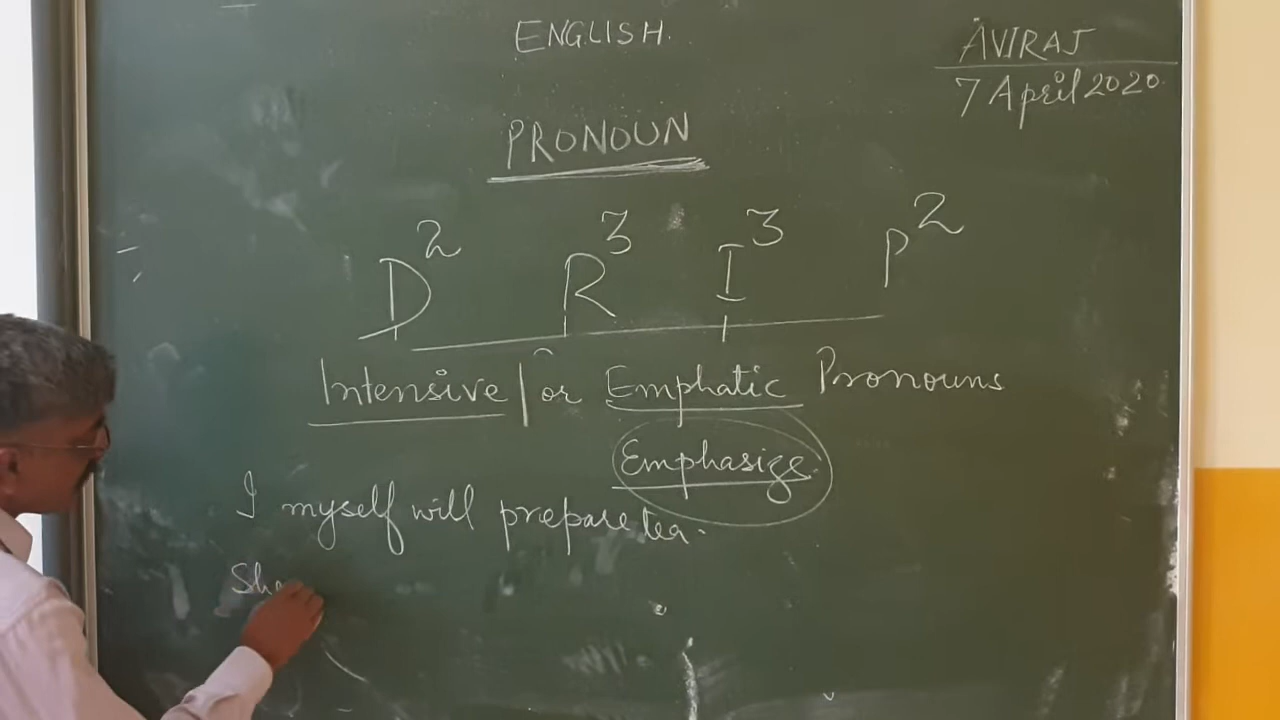 ENGLISH.
AVIRAJ
7 April 2020.
PRONOUN
D² R³ I³ P²
Intensive | or Emphatic Pronouns
Emphasize.
I myself will prepare tea.
She